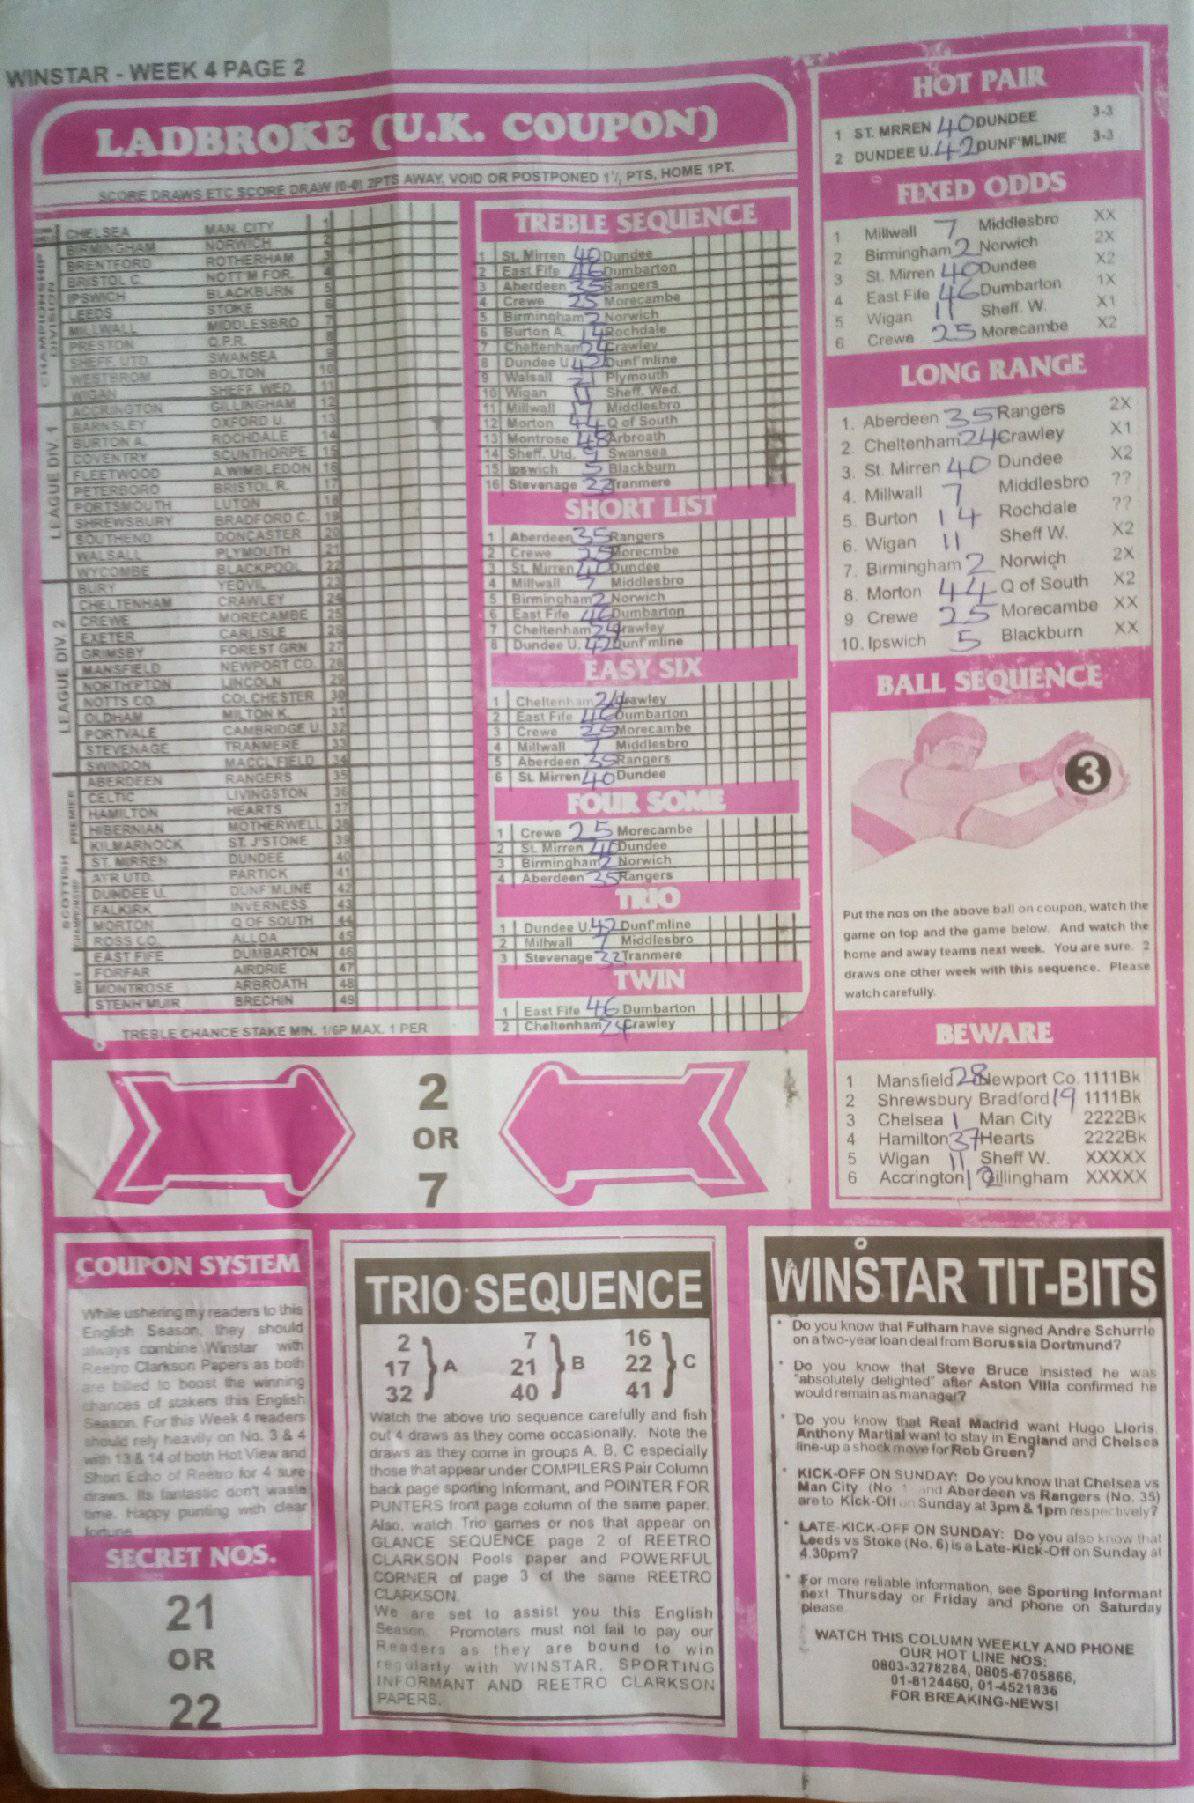 WINSTAR - WEEK 4 PAGE 2
LADBROKE (U.K. COUPON)
SCORE DRAWS ETC SCORE DRAW (0-0) 2PTS AWAY, VOID OR POSTPONED 1½ PTS, HOME 1PT.
CHAMPIONSHIP DIVISION
CHELSEA MAN. CITY 1
BIRMINGHAM NORWICH 2
BRENTFORD ROTHERHAM 3
BRISTOL C. NOTT'M FOR. 4
IPSWICH BLACKBURN 5
LEEDS STOKE 6
MILLWALL MIDDLESBRO 7
PRESTON Q.P.R. 8
SHEFF. UTD. SWANSEA 9
WESTBROM BOLTON 10
WIGAN SHEFF WED. 11
LEAGUE DIV. 1
ACCRINGTON GILLINGHAM 12
BARNSLEY OXFORD U. 13
BURTON A. ROCHDALE 14
COVENTRY SCUNTHORPE 15
FLEETWOOD A.WIMBLEDON 16
PETERBORO BRISTOL R. 17
PORTSMOUTH LUTON 18
SHREWSBURY BRADFORD C. 19
SOUTHEND DONCASTER 20
WALSALL PLYMOUTH 21
WYCOMBE BLACKPOOL 22
LEAGUE DIV. 2
BURY YEOVIL 23
CHELTENHAM CRAWLEY 24
CREWE MORECAMBE 25
EXETER CARLISLE 26
GRIMSBY FOREST GRN 27
MANSFIELD NEWPORT CO. 28
NORTH'PTON LINCOLN 29
NOTTS CO. COLCHESTER 30
OLDHAM MILTON K. 31
PORTVALE CAMBRIDGE U. 32
STEVENAGE TRANMERE 33
SWINDON MACCL'FIELD 34
SCOTTISH PREMIER
ABERDEEN RANGERS 35
CELTIC LIVINGSTON 36
HAMILTON HEARTS 37
HIBERNIAN MOTHERWELL 38
KILMARNOCK ST. J'STONE 39
ST. MIRREN DUNDEE 40
AYR UTD. PARTICK 41
DUNDEE U. DUNF'MLINE 42
FALKIRK INVERNESS 43
MORTON Q OF SOUTH 44
ROSS CO. ALLOA 45
DIV 1
EAST FIFE DUMBARTON 46
FORFAR AIRDRIE 47
MONTROSE ARBROATH 48
STENH'MUIR BRECHIN 49
TREBLE CHANCE STAKE MIN. 1/6P MAX. 1 PER
TREBLE SEQUENCE
1 St. Mirren 40 Dundee
2 East Fife 46 Dumbarton
3 Aberdeen 35 Rangers
4 Crewe 25 Morecambe
5 Birmingham 2 Norwich
6 Burton A. 14 Rochdale
7 Cheltenham 24 Crawley
8 Dundee U. 42 Dunf'mline
9 Walsall 21 Plymouth
10 Wigan 11 Sheff. Wed.
11 Millwall 7 Middlesbro
12 Morton 44 Q of South
13 Montrose 48 Arbroath
14 Sheff. Utd. 9 Swansea
15 Ipswich 5 Blackburn
16 Stevenage 33 Tranmere
SHORT LIST
1 Aberdeen 35 Rangers
2 Crewe 25 Morecmbe
3 St. Mirren 40 Dundee
4 Millwall 7 Middlesbro
5 Birmingham 2 Norwich
6 East Fife 46 Dumbarton
7 Cheltenham 24 Crawley
8 Dundee U. 42 Dunf'mline
EASY SIX
1 Cheltenham 24 Crawley
2 East Fife 46 Dumbarton
3 Crewe 25 Morecambe
4 Millwall 7 Middlesbro
5 Aberdeen 35 Rangers
6 St. Mirren 40 Dundee
FOUR SOME
1 Crewe 25 Morecambe
2 St. Mirren 40 Dundee
3 Birmingham 2 Norwich
4 Aberdeen 35 Rangers
TRIO
1 Dundee U. 42 Dunf'mline
2 Millwall 7 Middlesbro
3 Stevenage 33 Tranmere
TWIN
1 East Fife 46 Dumbarton
2 Cheltenham 24 Crawley
HOT PAIR
1 ST. MRREN 40 DUNDEE 3-3
2 DUNDEE U. 42 DUNF'MLINE 3-3
FIXED ODDS
1 Millwall 7 Middlesbro XX
2 Birmingham 2 Norwich 2X
3 St. Mirren 40 Dundee X2
4 East Fife 46 Dumbarton 1X
5 Wigan 11 Sheff. W. X1
6 Crewe 25 Morecambe X2
LONG RANGE
1. Aberdeen 35 Rangers 2X
2. Cheltenham 24 Crawley X1
3. St. Mirren 40 Dundee X2
4. Millwall 7 Middlesbro ??
5. Burton 14 Rochdale ??
6. Wigan 11 Sheff W. X2
7. Birmingham 2 Norwich 2X
8. Morton 44 Q of South X2
9 Crewe 25 Morecambe XX
10. Ipswich 5 Blackburn XX
BALL SEQUENCE
3
Put the nos on the above ball on coupon, watch the
game on top and the game below. And watch the
home and away teams next week. You are sure. 2
draws one other week with this sequence. Please
watch carefully.
BEWARE
1 Mansfield 28 Newport Co. 1111Bk
2 Shrewsbury Bradford 19 1111Bk
3 Chelsea 1 Man City 2222Bk
4 Hamilton 37 Hearts 2222Bk
5 Wigan 11 Sheff W. XXXXX
6 Accrington 12 Gillingham XXXXX
2
OR
7
COUPON SYSTEM
While ushering my readers to this
English Season, they should
always combine Winstar with
Reetro Clarkson Papers as both
are billed to boost the winning
chances of stakers this English
Season. For this Week 4 readers
should rely heavily on No. 3 & 4
with 13 & 14 of both Hot View and
Short Echo of Reetro for 4 sure
draws. Its fantastic don't waste
time. Happy punting with clear
fortune.
SECRET NOS.
21
OR
22
TRIO SEQUENCE
2 7 16
17 A 21 B 22 C
32 40 41
Watch the above trio sequence carefully and fish
out 4 draws as they come occasionally. Note the
draws as they come in groups A, B, C especially
those that appear under COMPILERS Pair Column
back page sporting Informant, and POINTER FOR
PUNTERS front page column of the same paper.
Also, watch Trio games or nos that appear on
GLANCE SEQUENCE page 2 of REETRO
CLARKSON Pools paper and POWERFUL
CORNER of page 3 of the same REETRO
CLARKSON.
We are set to assist you this English
Season. Promoters must not fail to pay our
Readers as they are bound to win
regularly with WINSTAR, SPORTING
INFORMANT AND REETRO CLARKSON
PAPERS.
WINSTAR TIT-BITS
* Do you know that Fulham have signed Andre Schurrle
on a two-year loan deal from Borussia Dortmund?
* Do you know that Steve Bruce insisted he was
"absolutely delighted" after Aston Villa confirmed he
would remain as manager?
* Do you know that Real Madrid want Hugo Lloris,
Anthony Martial want to stay in England and Chelsea
line-up a shock move for Rob Green?
* KICK-OFF ON SUNDAY: Do you know that Chelsea vs
Man City (No. 1 and Aberdeen vs Rangers (No. 35)
are to Kick-Off on Sunday at 3pm & 1pm respectively?
* LATE-KICK-OFF ON SUNDAY: Do you also know that
Leeds vs Stoke (No. 6) is a Late-Kick-Off on Sunday at
4.30pm?
* For more reliable information, see Sporting Informant
next Thursday or Friday and phone on Saturday
please
WATCH THIS COLUMN WEEKLY AND PHONE
OUR HOT LINE NOS:
0803-3278284, 0805-6705866,
01-8124460, 01-4521836
FOR BREAKING-NEWS!